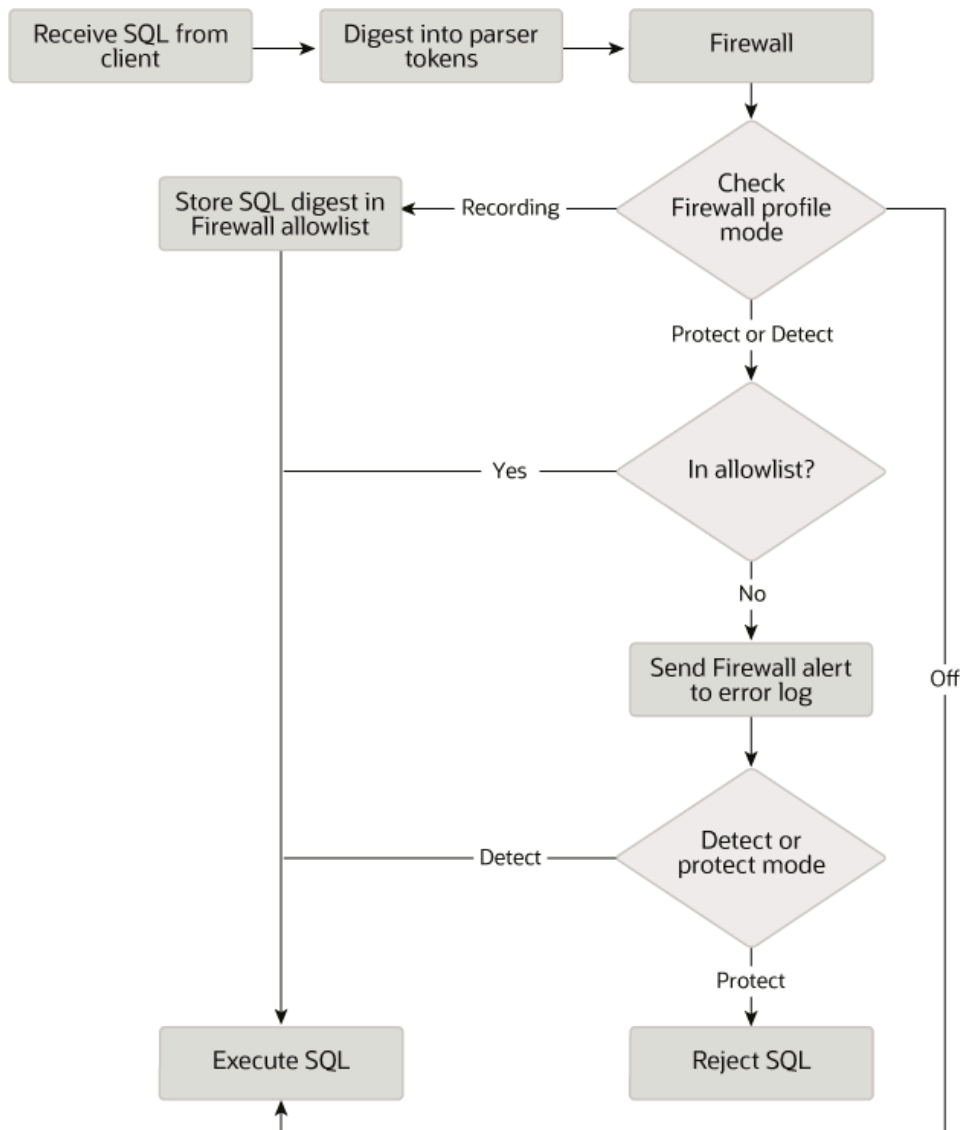 Receive SQL from
client
Digest into parser
tokens
Firewall
Check
Firewall profile
mode
Recording
Store SQL digest in
Firewall allowlist
Protect or Detect
In allowlist?
Yes
No
Send Firewall alert
to error log
Off
Detect or
protect mode
Detect
Protect
Execute SQL
Reject SQL